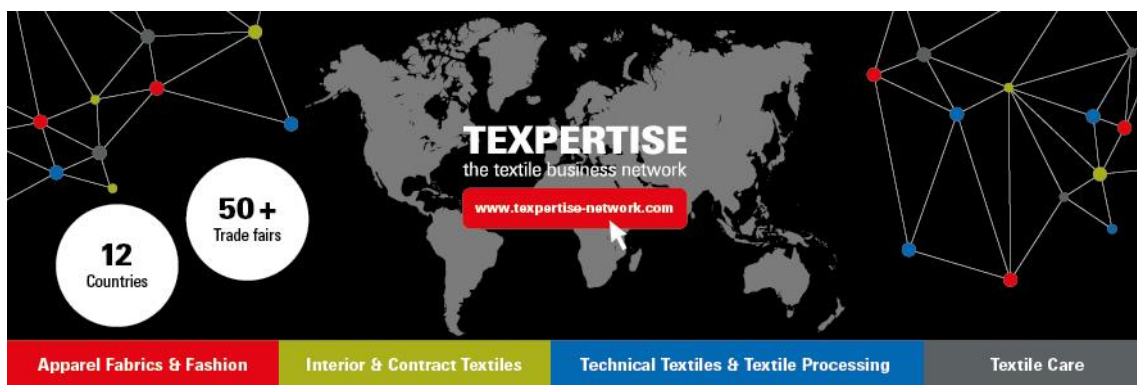 TEXPERTISE
the textile business network
www.texpertise-network.com
50 +
Trade fairs
12
Countries
Apparel Fabrics & Fashion
Interior & Contract Textiles
Technical Textiles & Textile Processing
Textile Care